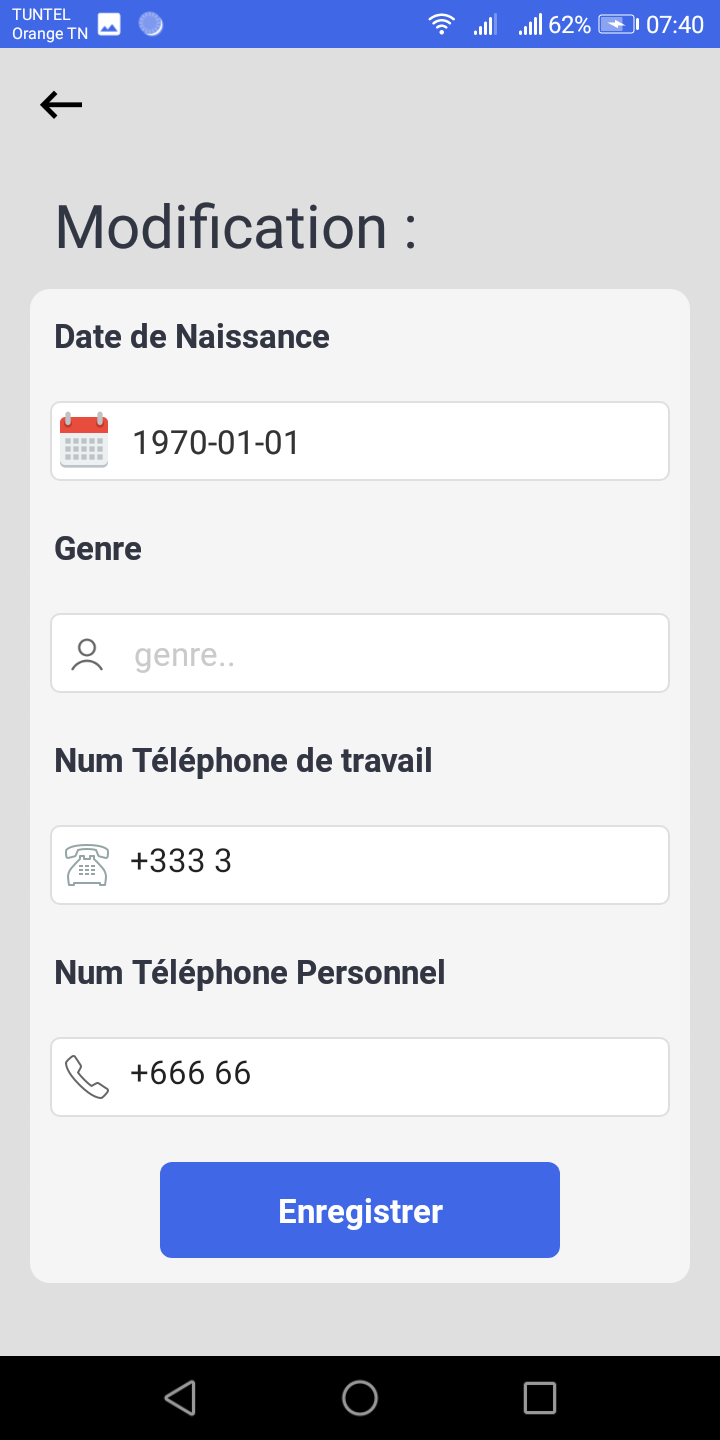 TUNTEL
Orange TN
62%
07:40
Modification :
Date de Naissance
1970-01-01
Genre
genre..
Num Téléphone de travail
+333 3
Num Téléphone Personnel
+666 66
Enregistrer